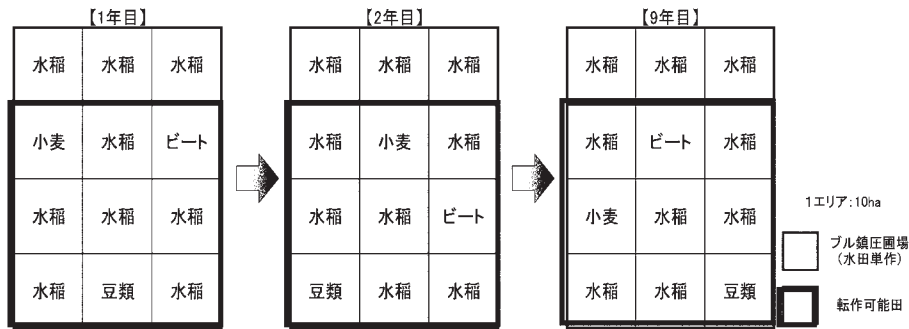 【1年目】 【2年目】 【9年目】
水稲 水稲 水稲 水稲 水稲 水稲 水稲 水稲 水稲
小麦 水稲 ビート 水稲 小麦 水稲 水稲 ビート 水稲
水稲 水稲 水稲 水稲 水稲 ビート 小麦 水稲 水稲
水稲 豆類 水稲 豆類 水稲 水稲 水稲 水稲 豆類
1エリア:10ha
ブル鎮圧圃場
(水田単作)
転作可能田